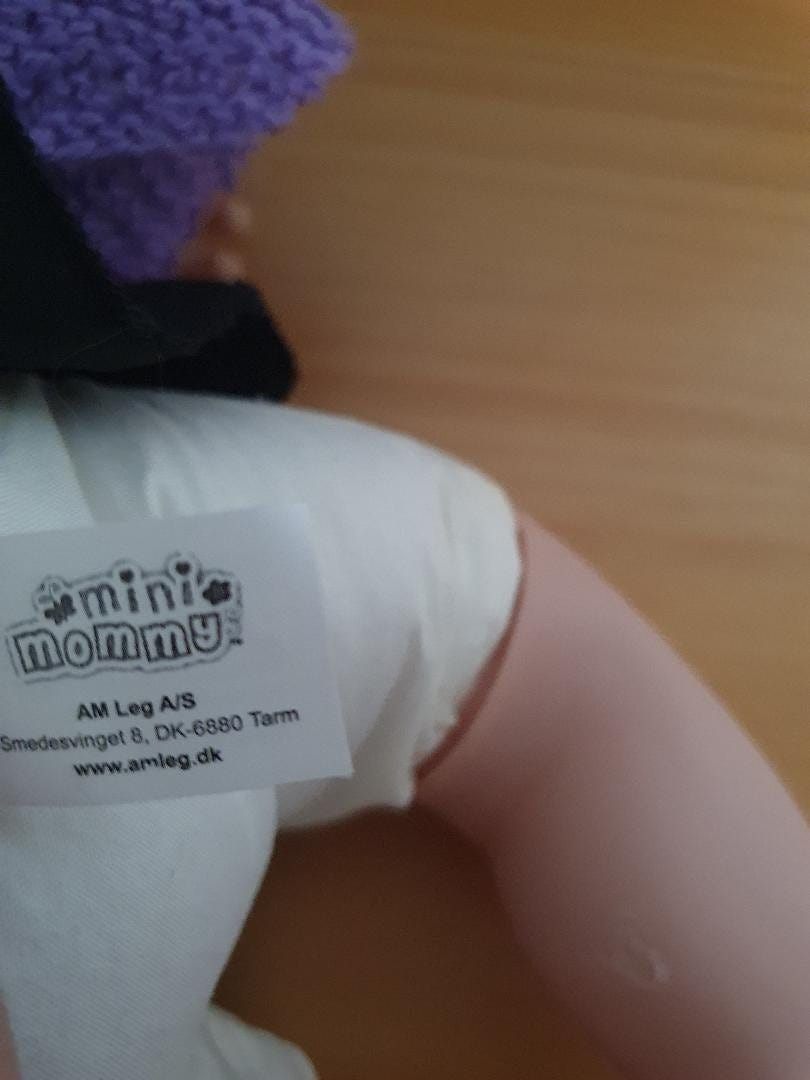 mini
mommy
AM Leg A/S
Smedesvinget 8, DK-6880 Tarm
www.amleg.dk